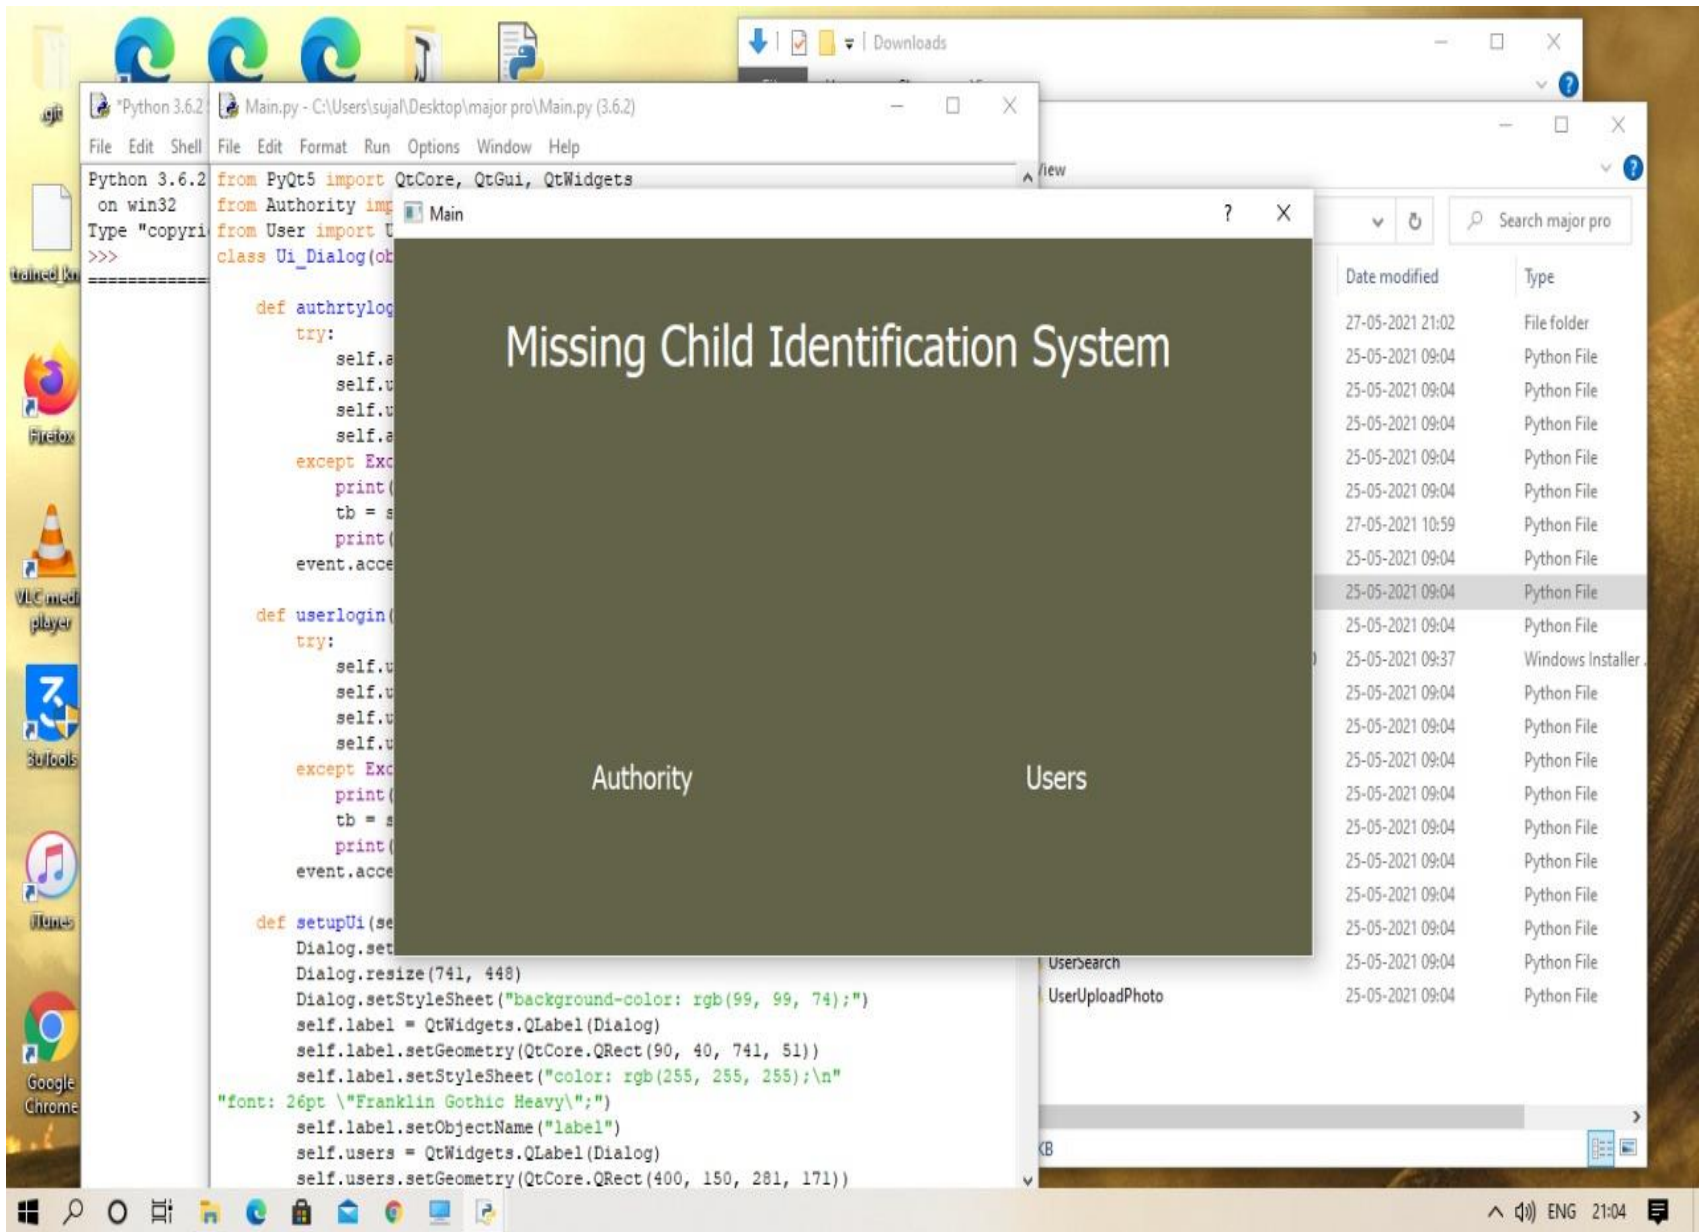 Downloads
.git
*Python 3.6.2
Main.py - C:\Users\sujal\Desktop\major pro\Main.py (3.6.2)
File Edit Shell
File Edit Format Run Options Window Help
Python 3.6.2
on win32
Type "copyri
>>>
=============
from PyQt5 import QtCore, QtGui, QtWidgets
from Authority imp
from User import U
class Ui_Dialog(ob
def authrtylog
try:
self.a
self.u
self.u
self.a
except Exc
print(
tb = s
print(
event.acce
def userlogin(
try:
self.u
self.u
self.u
self.u
except Exc
print(
tb = s
print(
event.acce
def setupUi(se
Dialog.set
Dialog.resize(741, 448)
Dialog.setStyleSheet("background-color: rgb(99, 99, 74);")
self.label = QtWidgets.QLabel(Dialog)
self.label.setGeometry(QtCore.QRect(90, 40, 741, 51))
self.label.setStyleSheet("color: rgb(255, 255, 255);\n"
"font: 26pt \"Franklin Gothic Heavy\";")
self.label.setObjectName("label")
self.users = QtWidgets.QLabel(Dialog)
self.users.setGeometry(QtCore.QRect(400, 150, 281, 171))
Main ?
Missing Child Identification System
Authority Users
View
Search major pro
Date modified Type
27-05-2021 21:02 File folder
25-05-2021 09:04 Python File
25-05-2021 09:04 Python File
25-05-2021 09:04 Python File
25-05-2021 09:04 Python File
25-05-2021 09:04 Python File
27-05-2021 10:59 Python File
25-05-2021 09:04 Python File
25-05-2021 09:04 Python File
25-05-2021 09:04 Python File
25-05-2021 09:37 Windows Installer
25-05-2021 09:04 Python File
25-05-2021 09:04 Python File
25-05-2021 09:04 Python File
25-05-2021 09:04 Python File
25-05-2021 09:04 Python File
25-05-2021 09:04 Python File
25-05-2021 09:04 Python File
25-05-2021 09:04 Python File
UserSearch 25-05-2021 09:04 Python File
UserUploadPhoto 25-05-2021 09:04 Python File
KB
trained_kn
Firefox
VLC medi
player
3uTools
iTunes
Google
Chrome
ENG 21:04